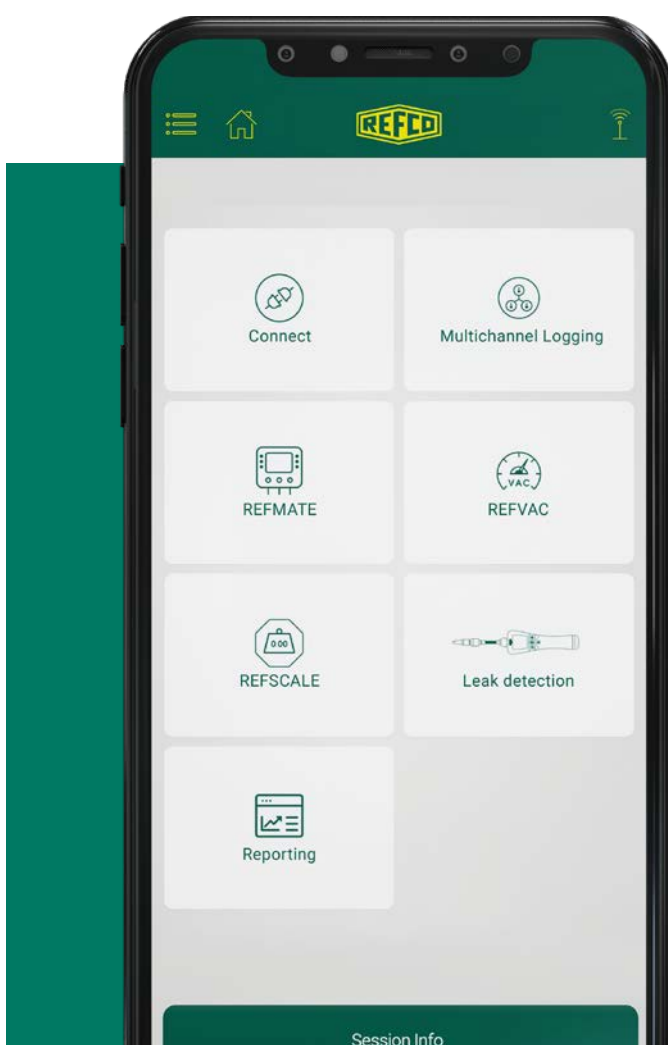 REFCO
Connect
Multichannel Logging
VAC
REFMATE
REFVAC
0.00
REFSCALE
Leak detection
Reporting
Session Info